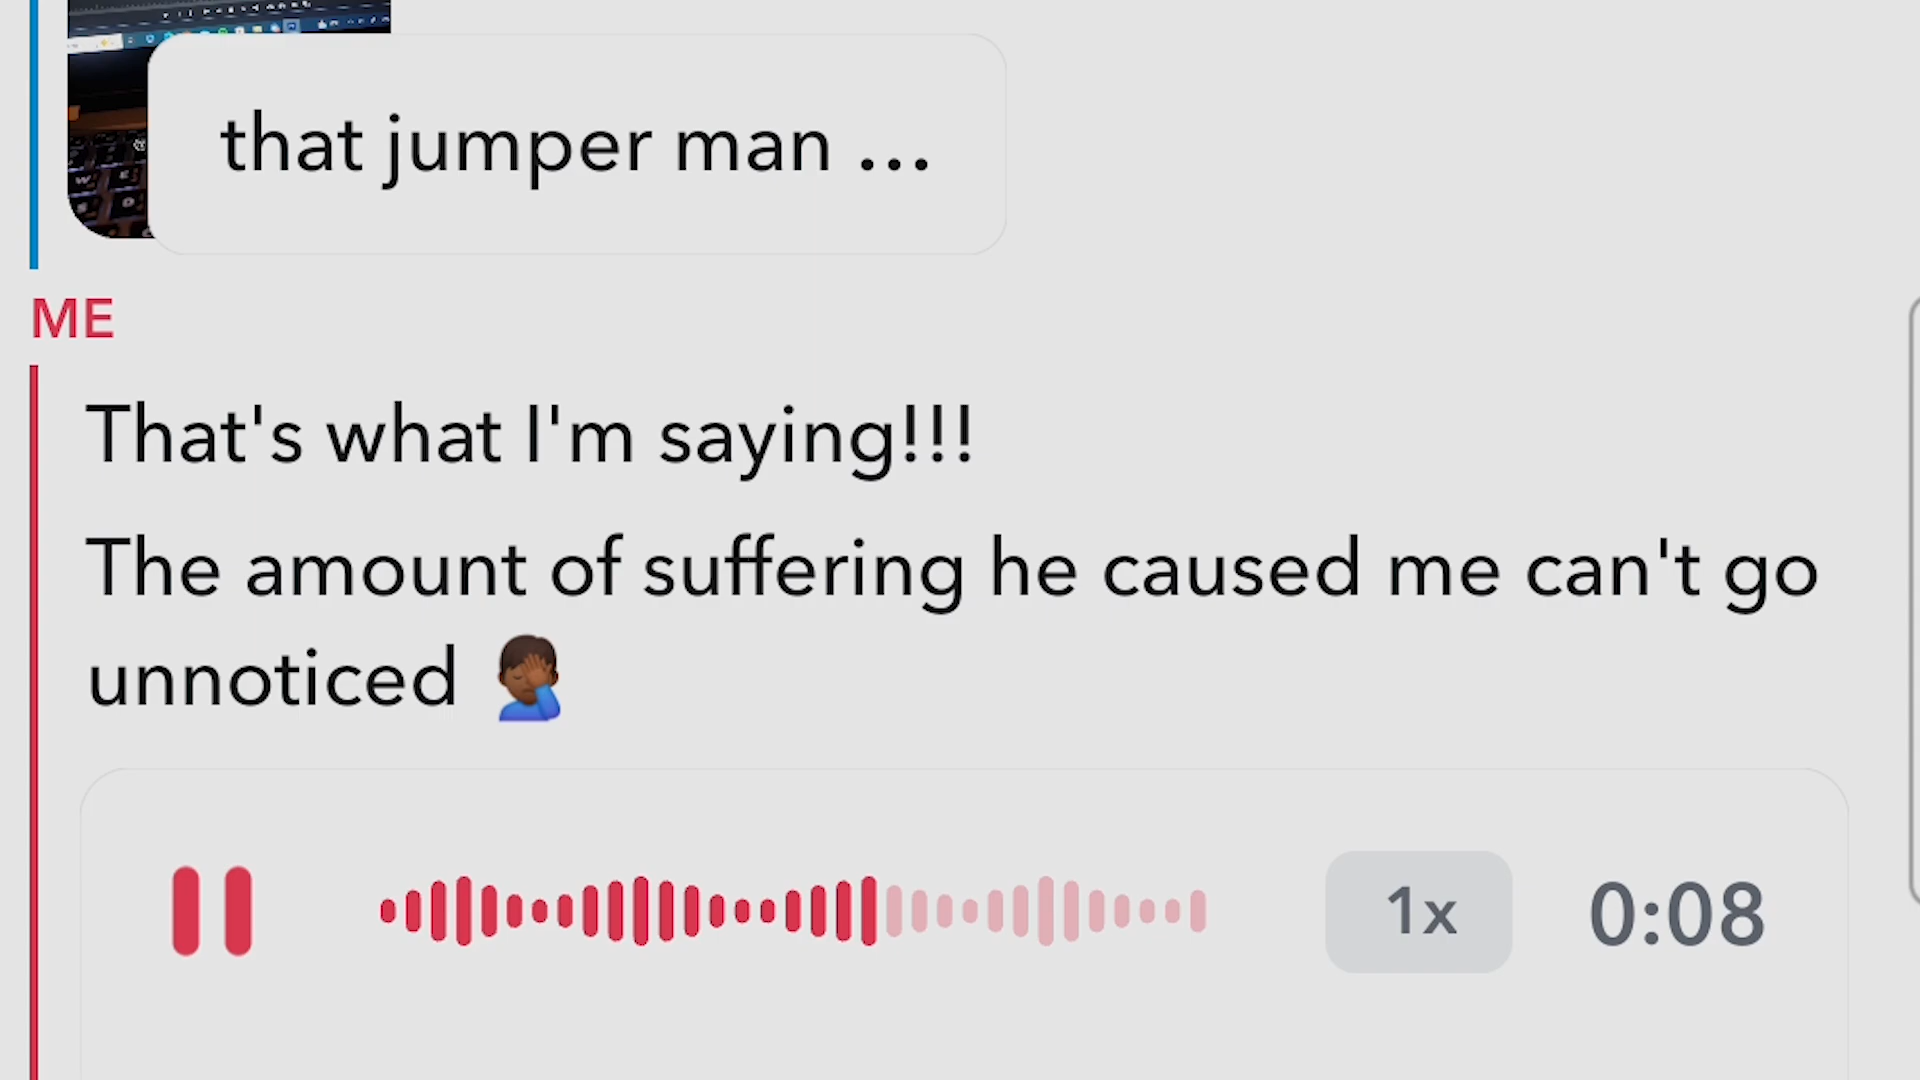 that jumper man ...
ME
That's what I'm saying!!!
The amount of suffering he caused me can't go
unnoticed 🤦🏾‍♂️
1x
0:08